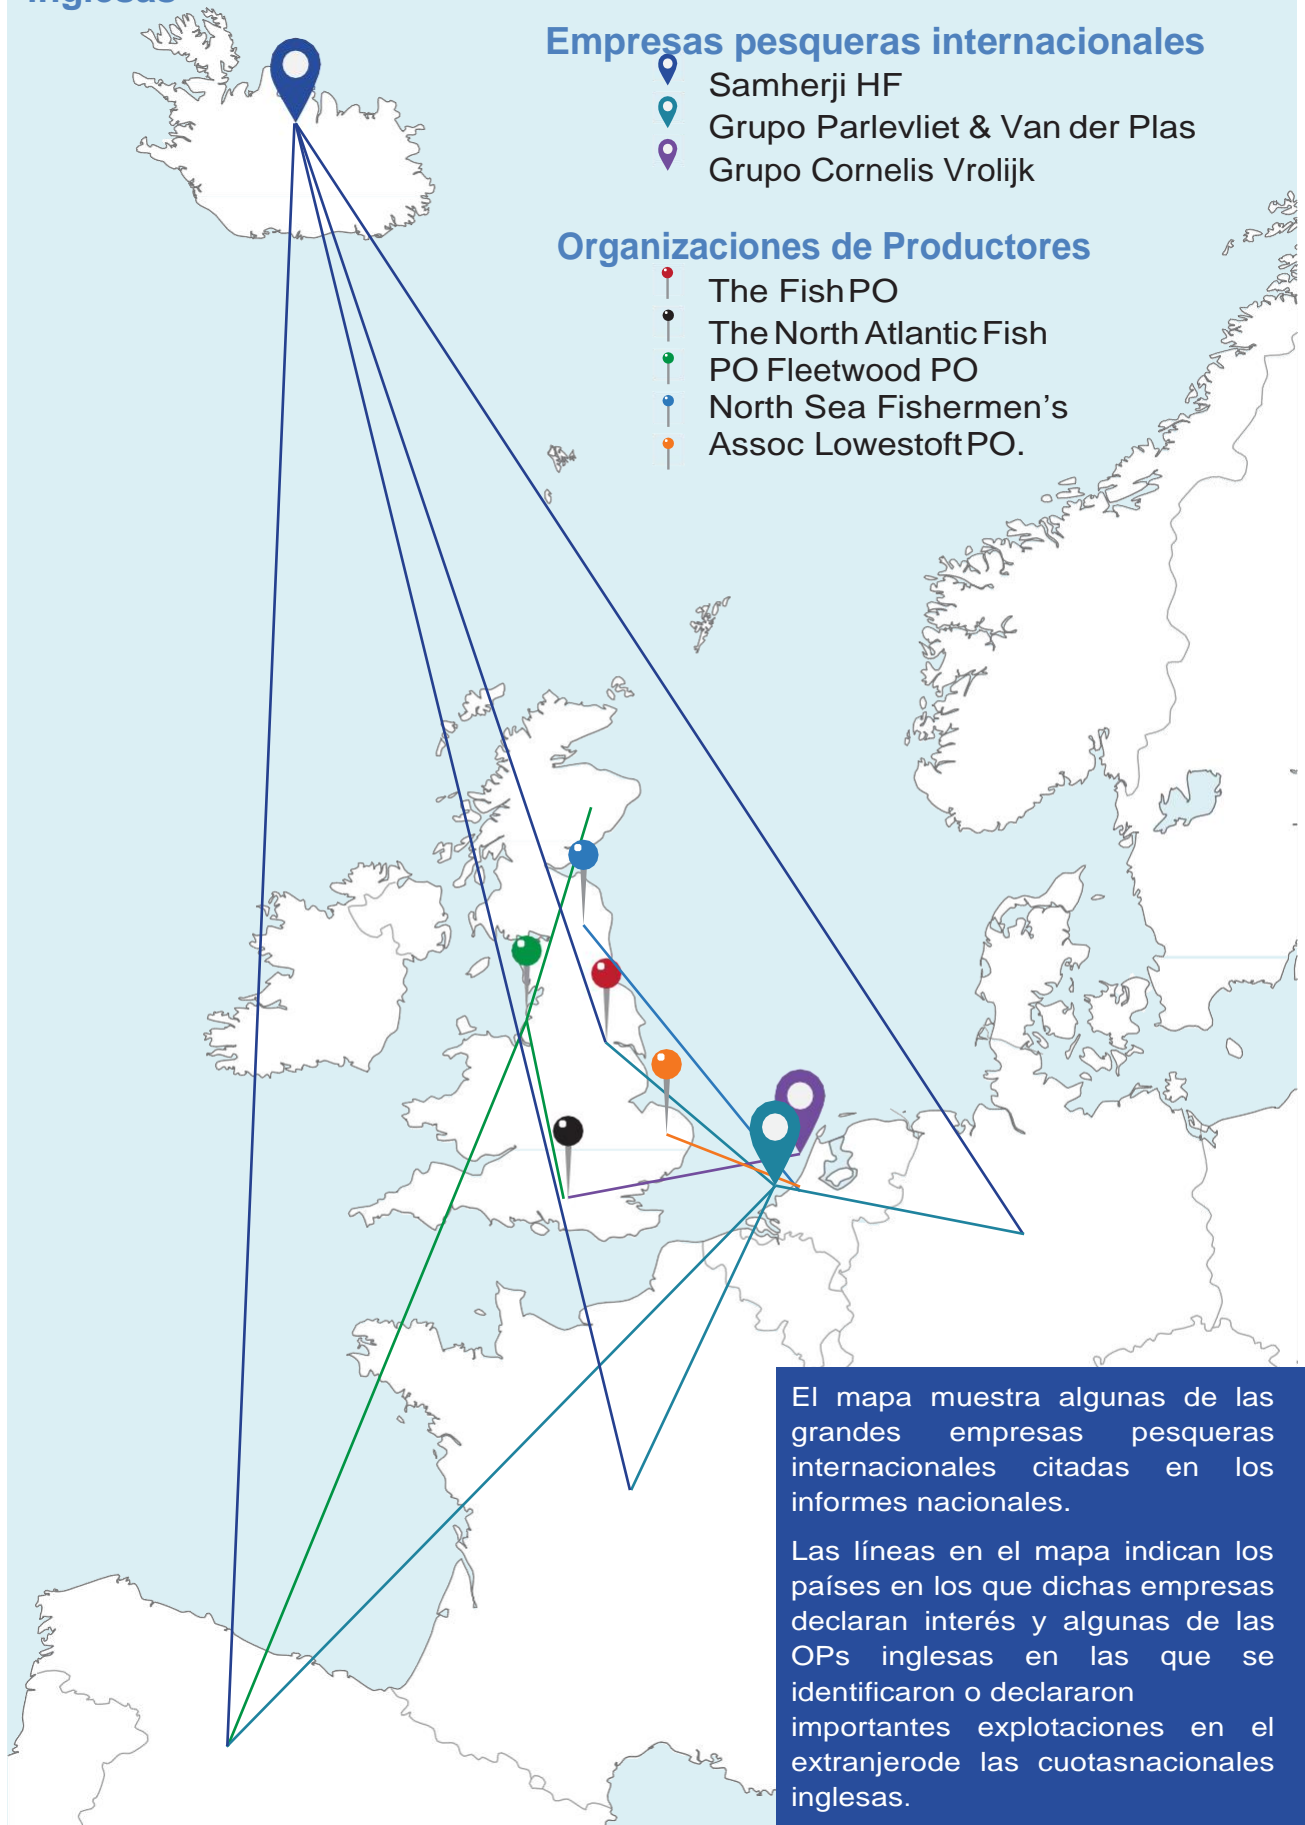 inglesas
Empresas pesqueras internacionales
Samherji HF
Grupo Parlevliet & Van der Plas
Grupo Cornelis Vrolijk
Organizaciones de Productores
The Fish PO
The North Atlantic Fish
PO Fleetwood PO
North Sea Fishermen’s
Assoc Lowestoft PO.
El mapa muestra algunas de las
grandes empresas pesqueras
internacionales citadas en los
informes nacionales.
Las líneas en el mapa indican los
países en los que dichas empresas
declaran interés y algunas de las
OPs inglesas en las que se
identificaron o declararon
importantes explotaciones en el
extranjerode las cuotasnacionales
inglesas.